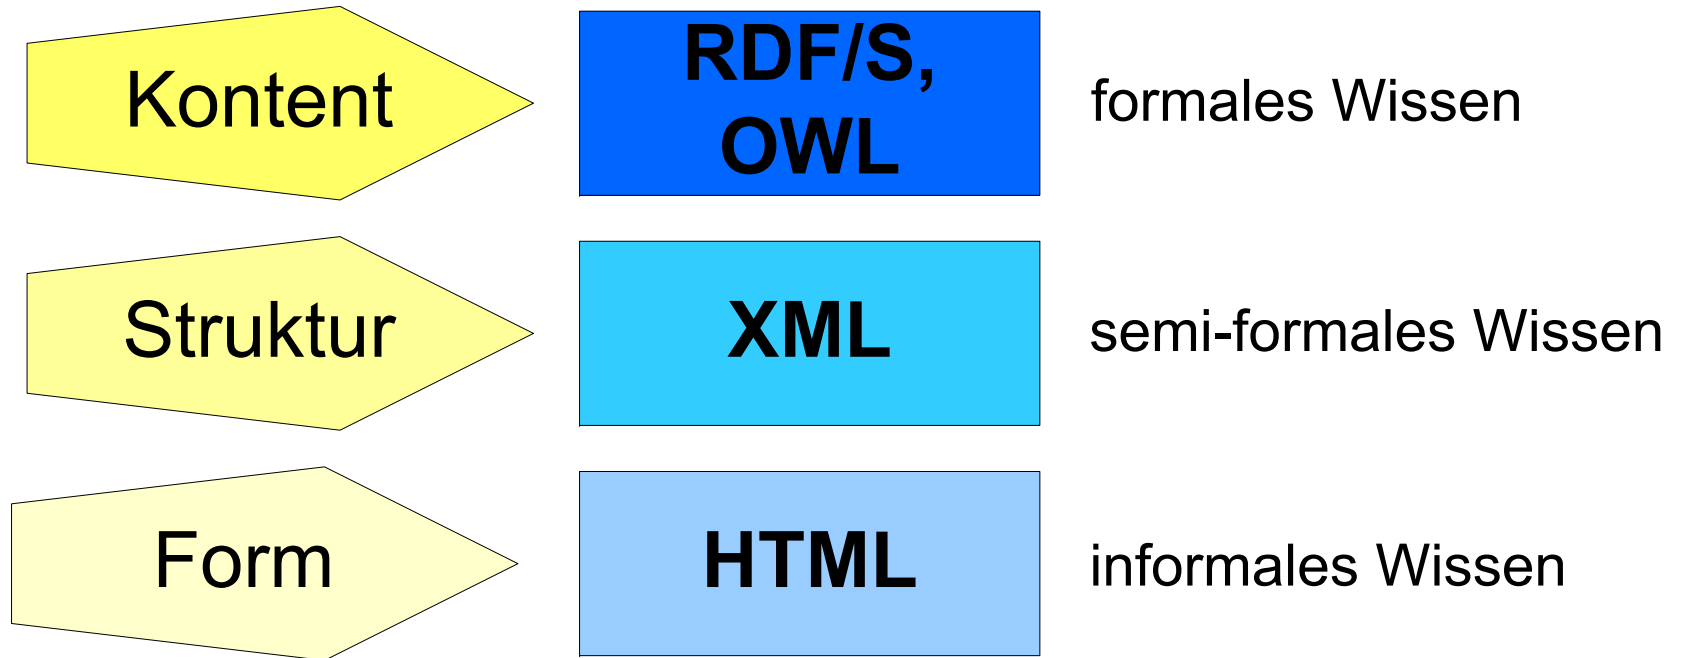 Kontent
RDF/S,
OWL
formales Wissen
Struktur
XML
semi-formales Wissen
Form
HTML
informales Wissen